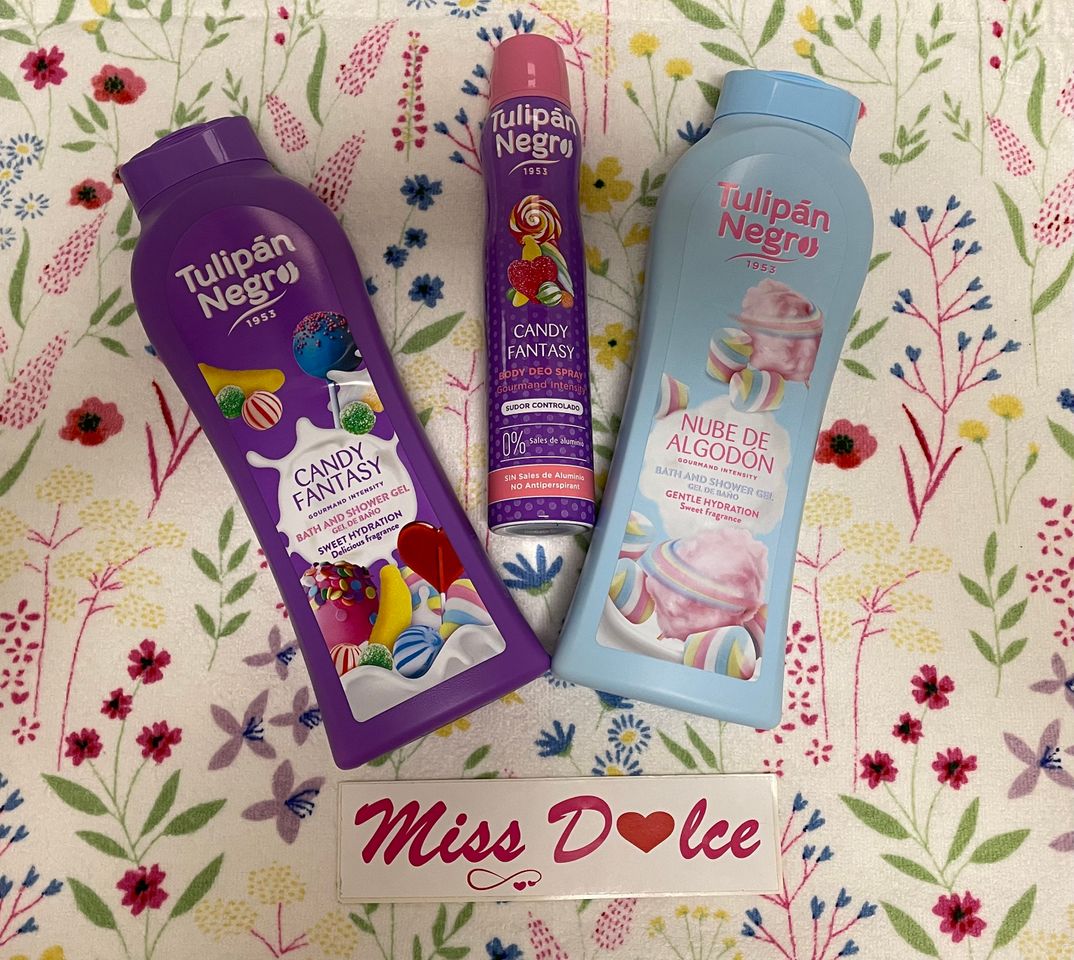 Tulipán
Negro
1953
CANDY
FANTASY
GOURMAND INTENSITY
BATH AND SHOWER GEL
GEL DE BAÑO
SWEET HYDRATION
Delicious fragrance
Tulipán
Negro
1953
CANDY
FANTASY
BODY DEO SPRAY
Gourmand Intensity
SUDOR CONTROLADO
0% Sales de aluminio
SIN Sales de Aluminio
NO Antiperspirant
Tulipán
Negro
1953
NUBE DE
ALGODÓN
GOURMAND INTENSITY
BATH AND SHOWER GEL
GEL DE BAÑO
GENTLE HYDRATION
Sweet fragrance
Miss Dolce